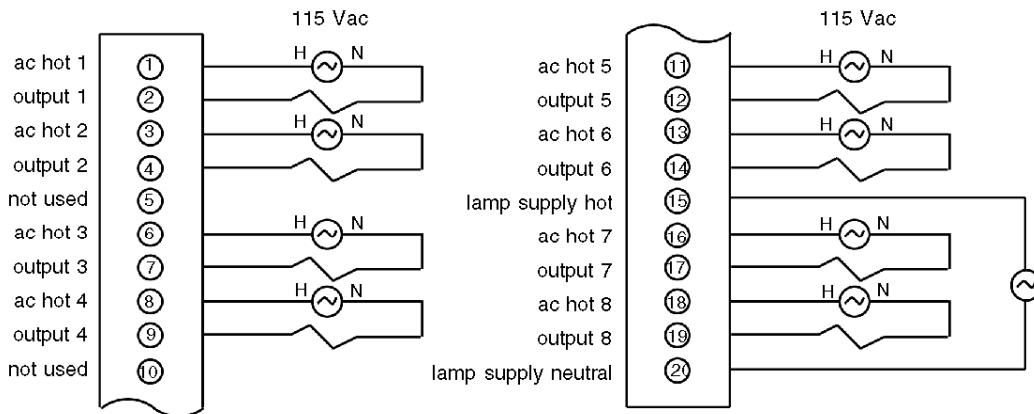 115 Vac
ac hot 1 1 H N
output 1 2
ac hot 2 3 H N
output 2 4
not used 5
ac hot 3 6 H N
output 3 7
ac hot 4 8 H N
output 4 9
not used 10
115 Vac
ac hot 5 11 H N
output 5 12
ac hot 6 13 H N
output 6 14
lamp supply hot 15
ac hot 7 16 H N
output 7 17
ac hot 8 18 H N
output 8 19
lamp supply neutral 20